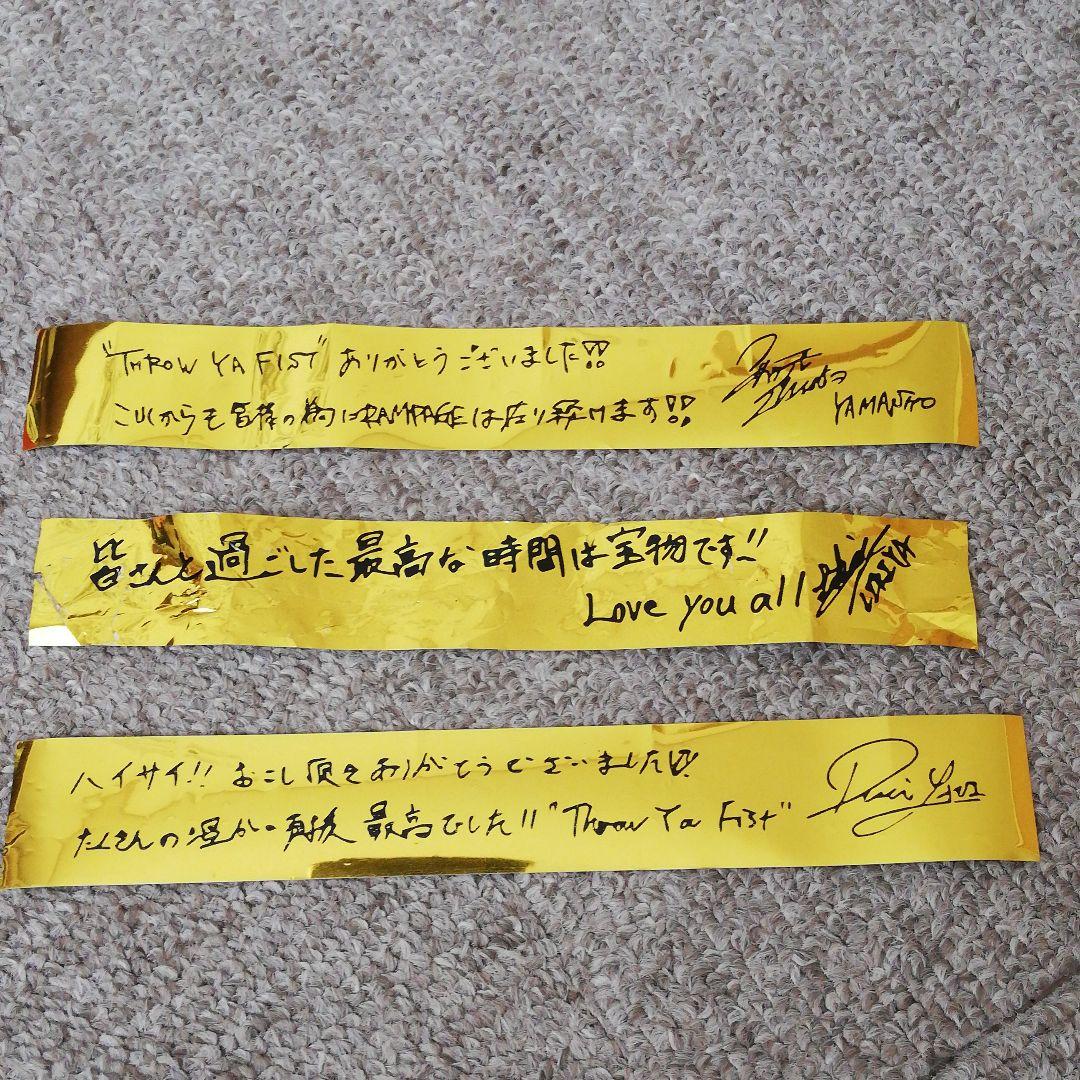 "THROW YA FIST" ありがとうございました!!
これからも皆様の為にRAMPAGEは在り続けます!!
YAMAMOTO
皆さんと過ごした最高な時間は宝物です!!
Love you all
ハイサイ!! おこし頂きありがとうございました!!
たくさんの温かい声援 最高でした!! "Throw Ya Fist"